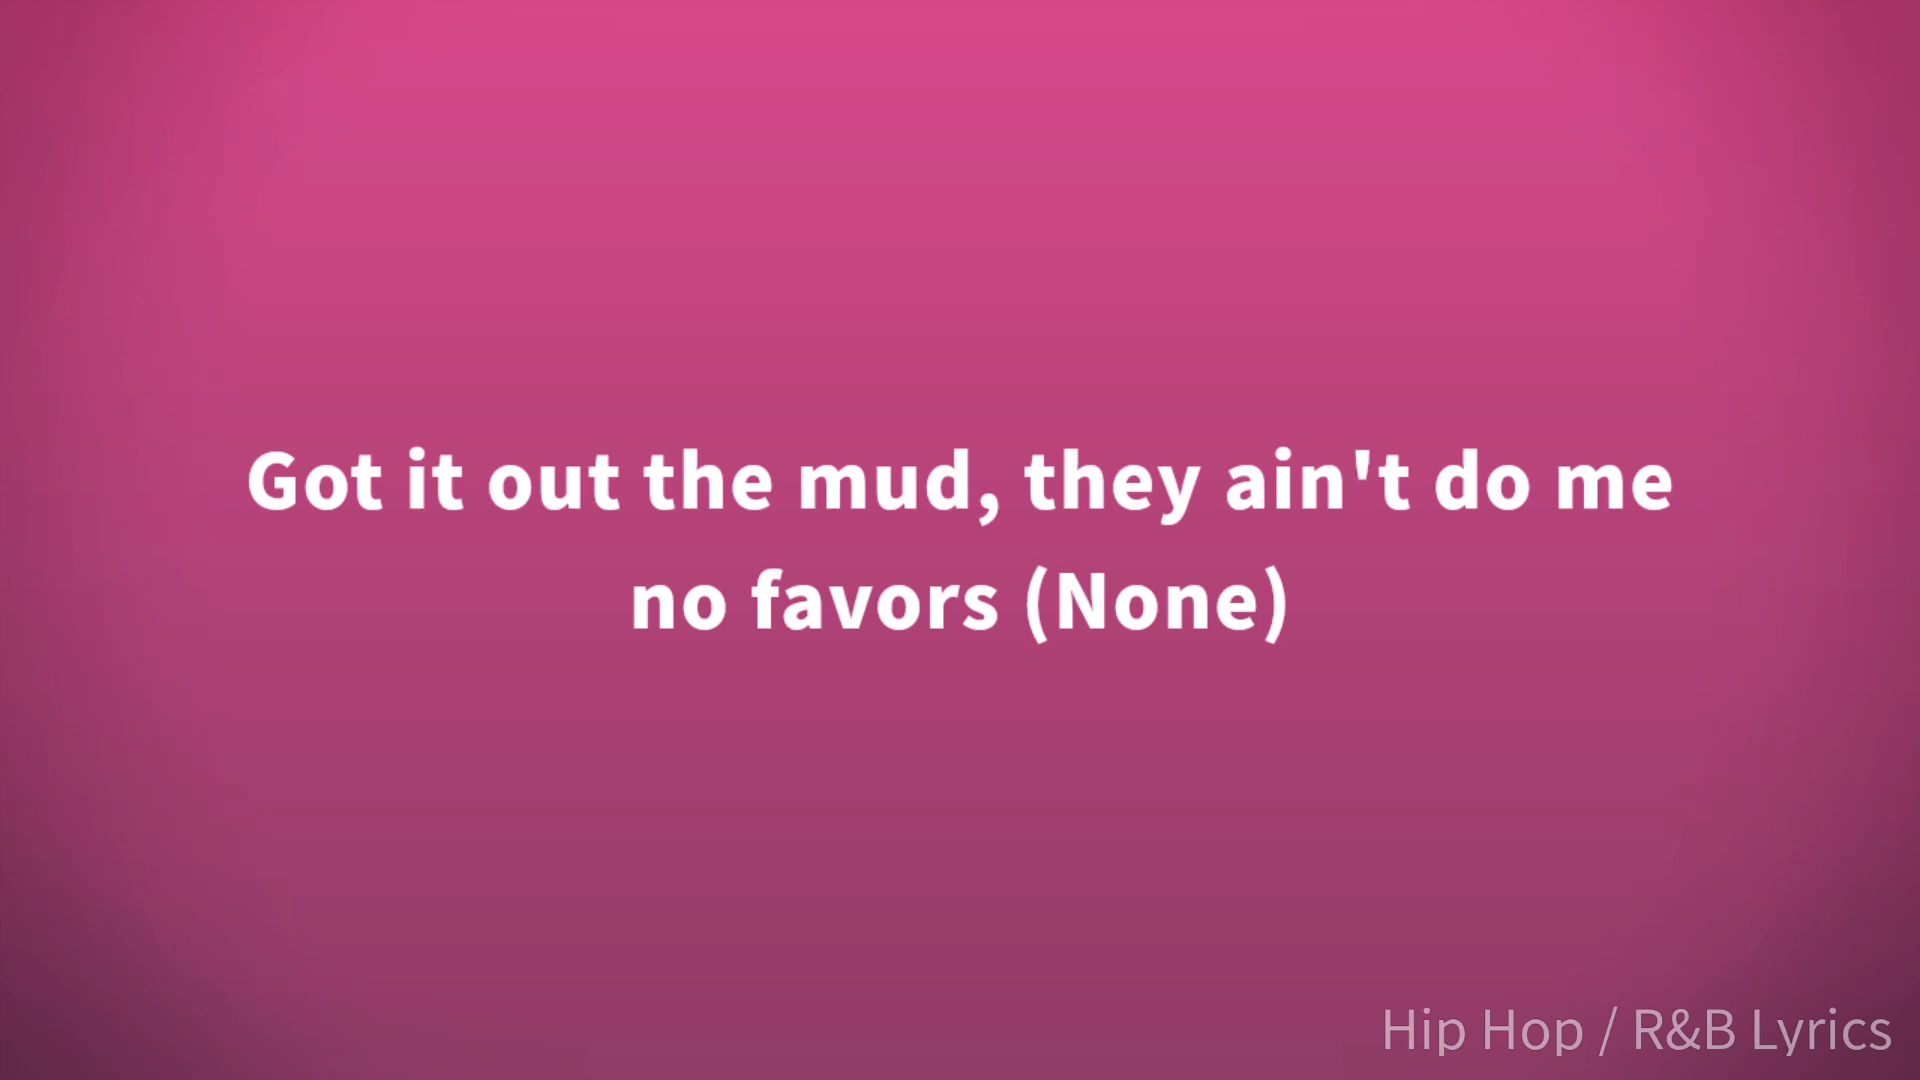 Got it out the mud, they ain't do me
no favors (None)
Hip Hop / R&B Lyrics